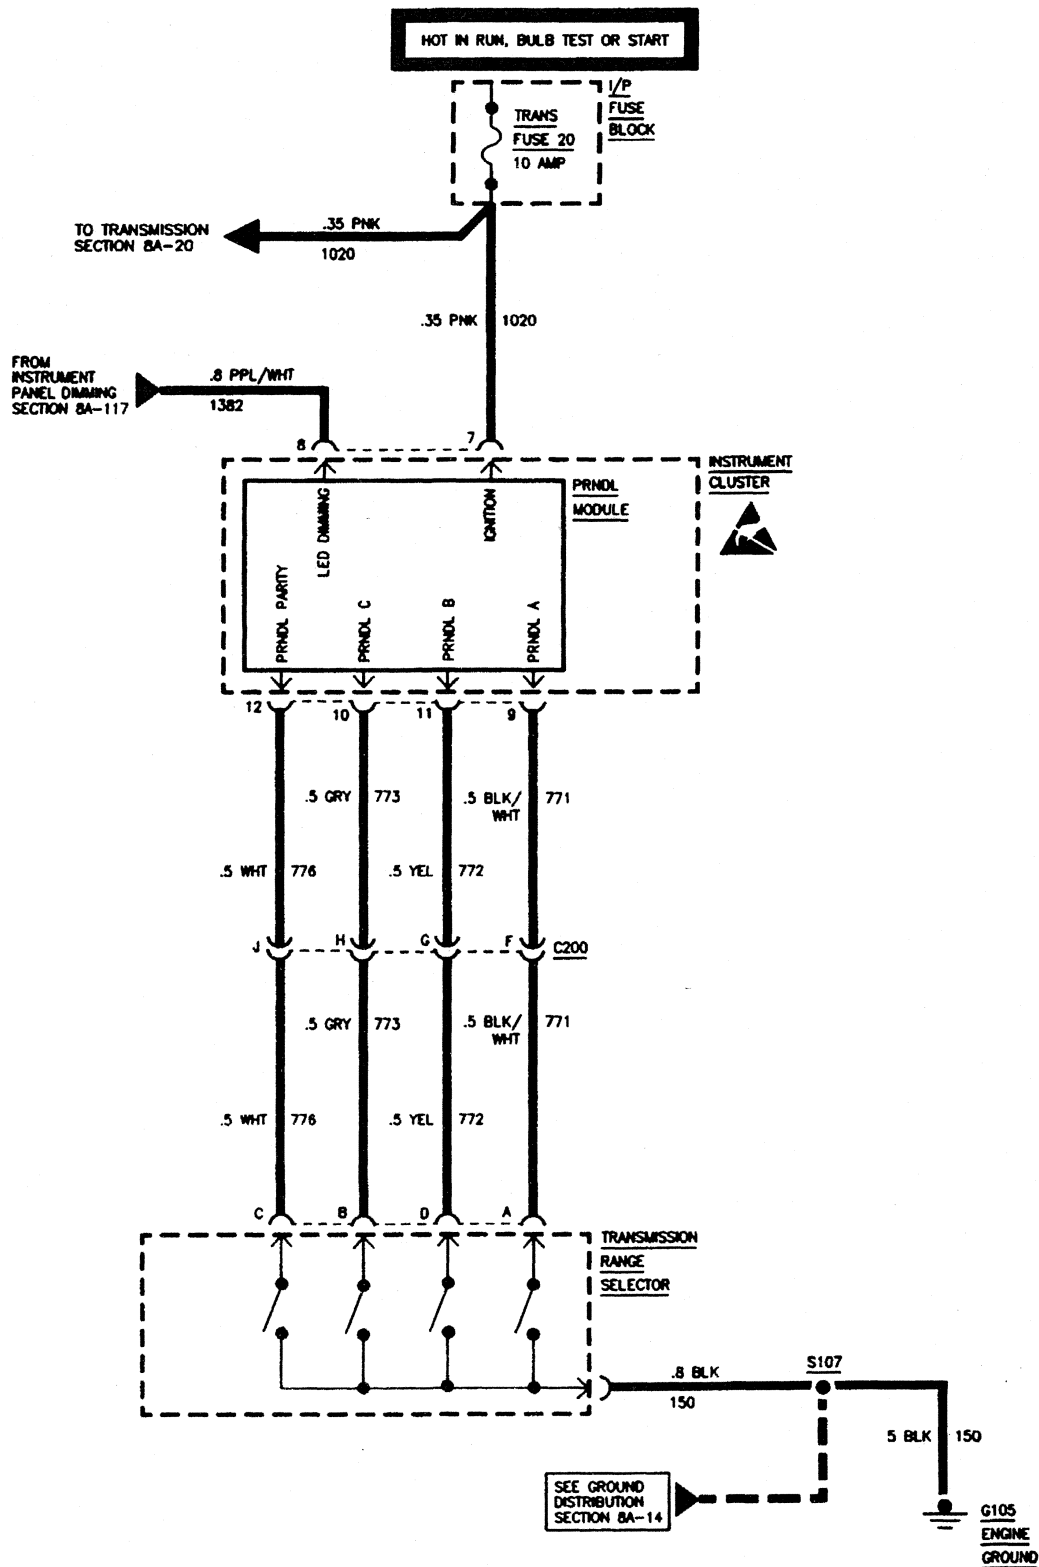 HOT IN RUN, BULB TEST OR START
I/P
FUSE
BLOCK
TRANS
FUSE 20
10 AMP
TO TRANSMISSION
SECTION 8A-20
.35 PNK
1020
.35 PNK 1020
FROM
INSTRUMENT
PANEL DIMMING
SECTION 8A-117
.8 PPL/WHT
1382
8 7
INSTRUMENT
CLUSTER
PRNDL
MODULE
LED DIMMING
IGNITION
PRNDL PARITY
PRNDL C
PRNDL B
PRNDL A
12 10 11 9
.5 GRY 773
.5 BLK/
WHT
771
.5 WHT 776
.5 YEL 772
J H G F C200
.5 GRY 773
.5 BLK/
WHT
771
.5 WHT 776
.5 YEL 772
C B D A
TRANSMISSION
RANGE
SELECTOR
.8 BLK
150
S107
5 BLK 150
SEE GROUND
DISTRIBUTION
SECTION 8A-14
G105
ENGINE
GROUND